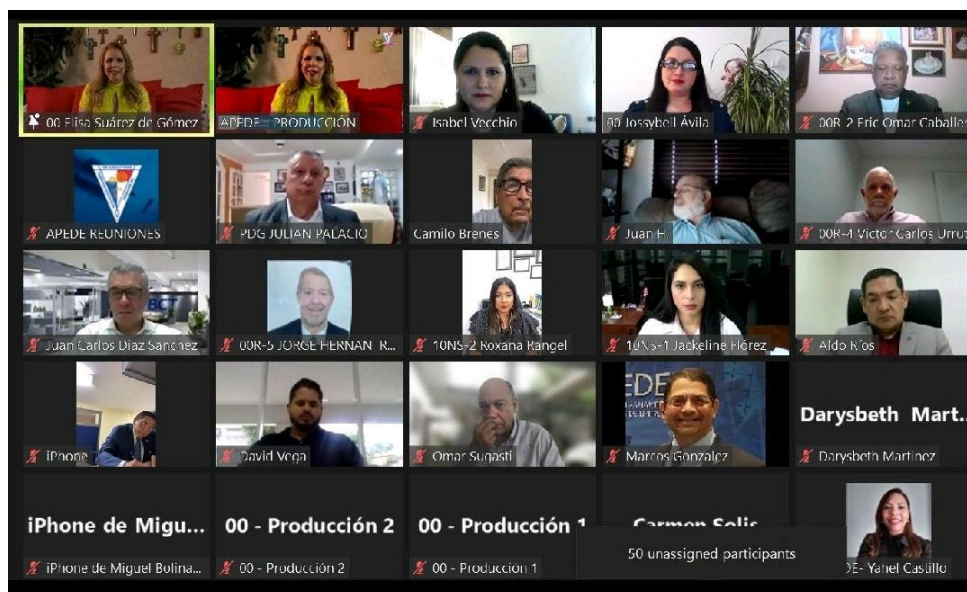 00 Elisa Suárez de Gómez
APEDE - PRODUCCIÓN
Isabel Vecchio
00 Jossybell Ávila
00R-2 Eric Omar Caballer
APEDE REUNIONES
PDG JULIAN PALACIO
Camilo Brenes
Juan H.
00R-4 Victor Carlos Urrut
BCT
Juan Carlos Diaz Sanchez
00R-5 JORGE HERNAN R...
10NS-2 Roxana Rangel
10NS-1 Jackeline Flórez
Aldo Ríos
EDE
iPhone
David Vega
Omar Sugasti
Marcos Gonzalez
Darysbeth Mart...
Darysbeth Martinez
iPhone de Migu...
00 - Producción 2
00 - Producción 1
Carmen Solis
iPhone de Miguel Bolina...
00 - Producción 2
00 - Producción 1
50 unassigned participants
DE- Yahel Castillo